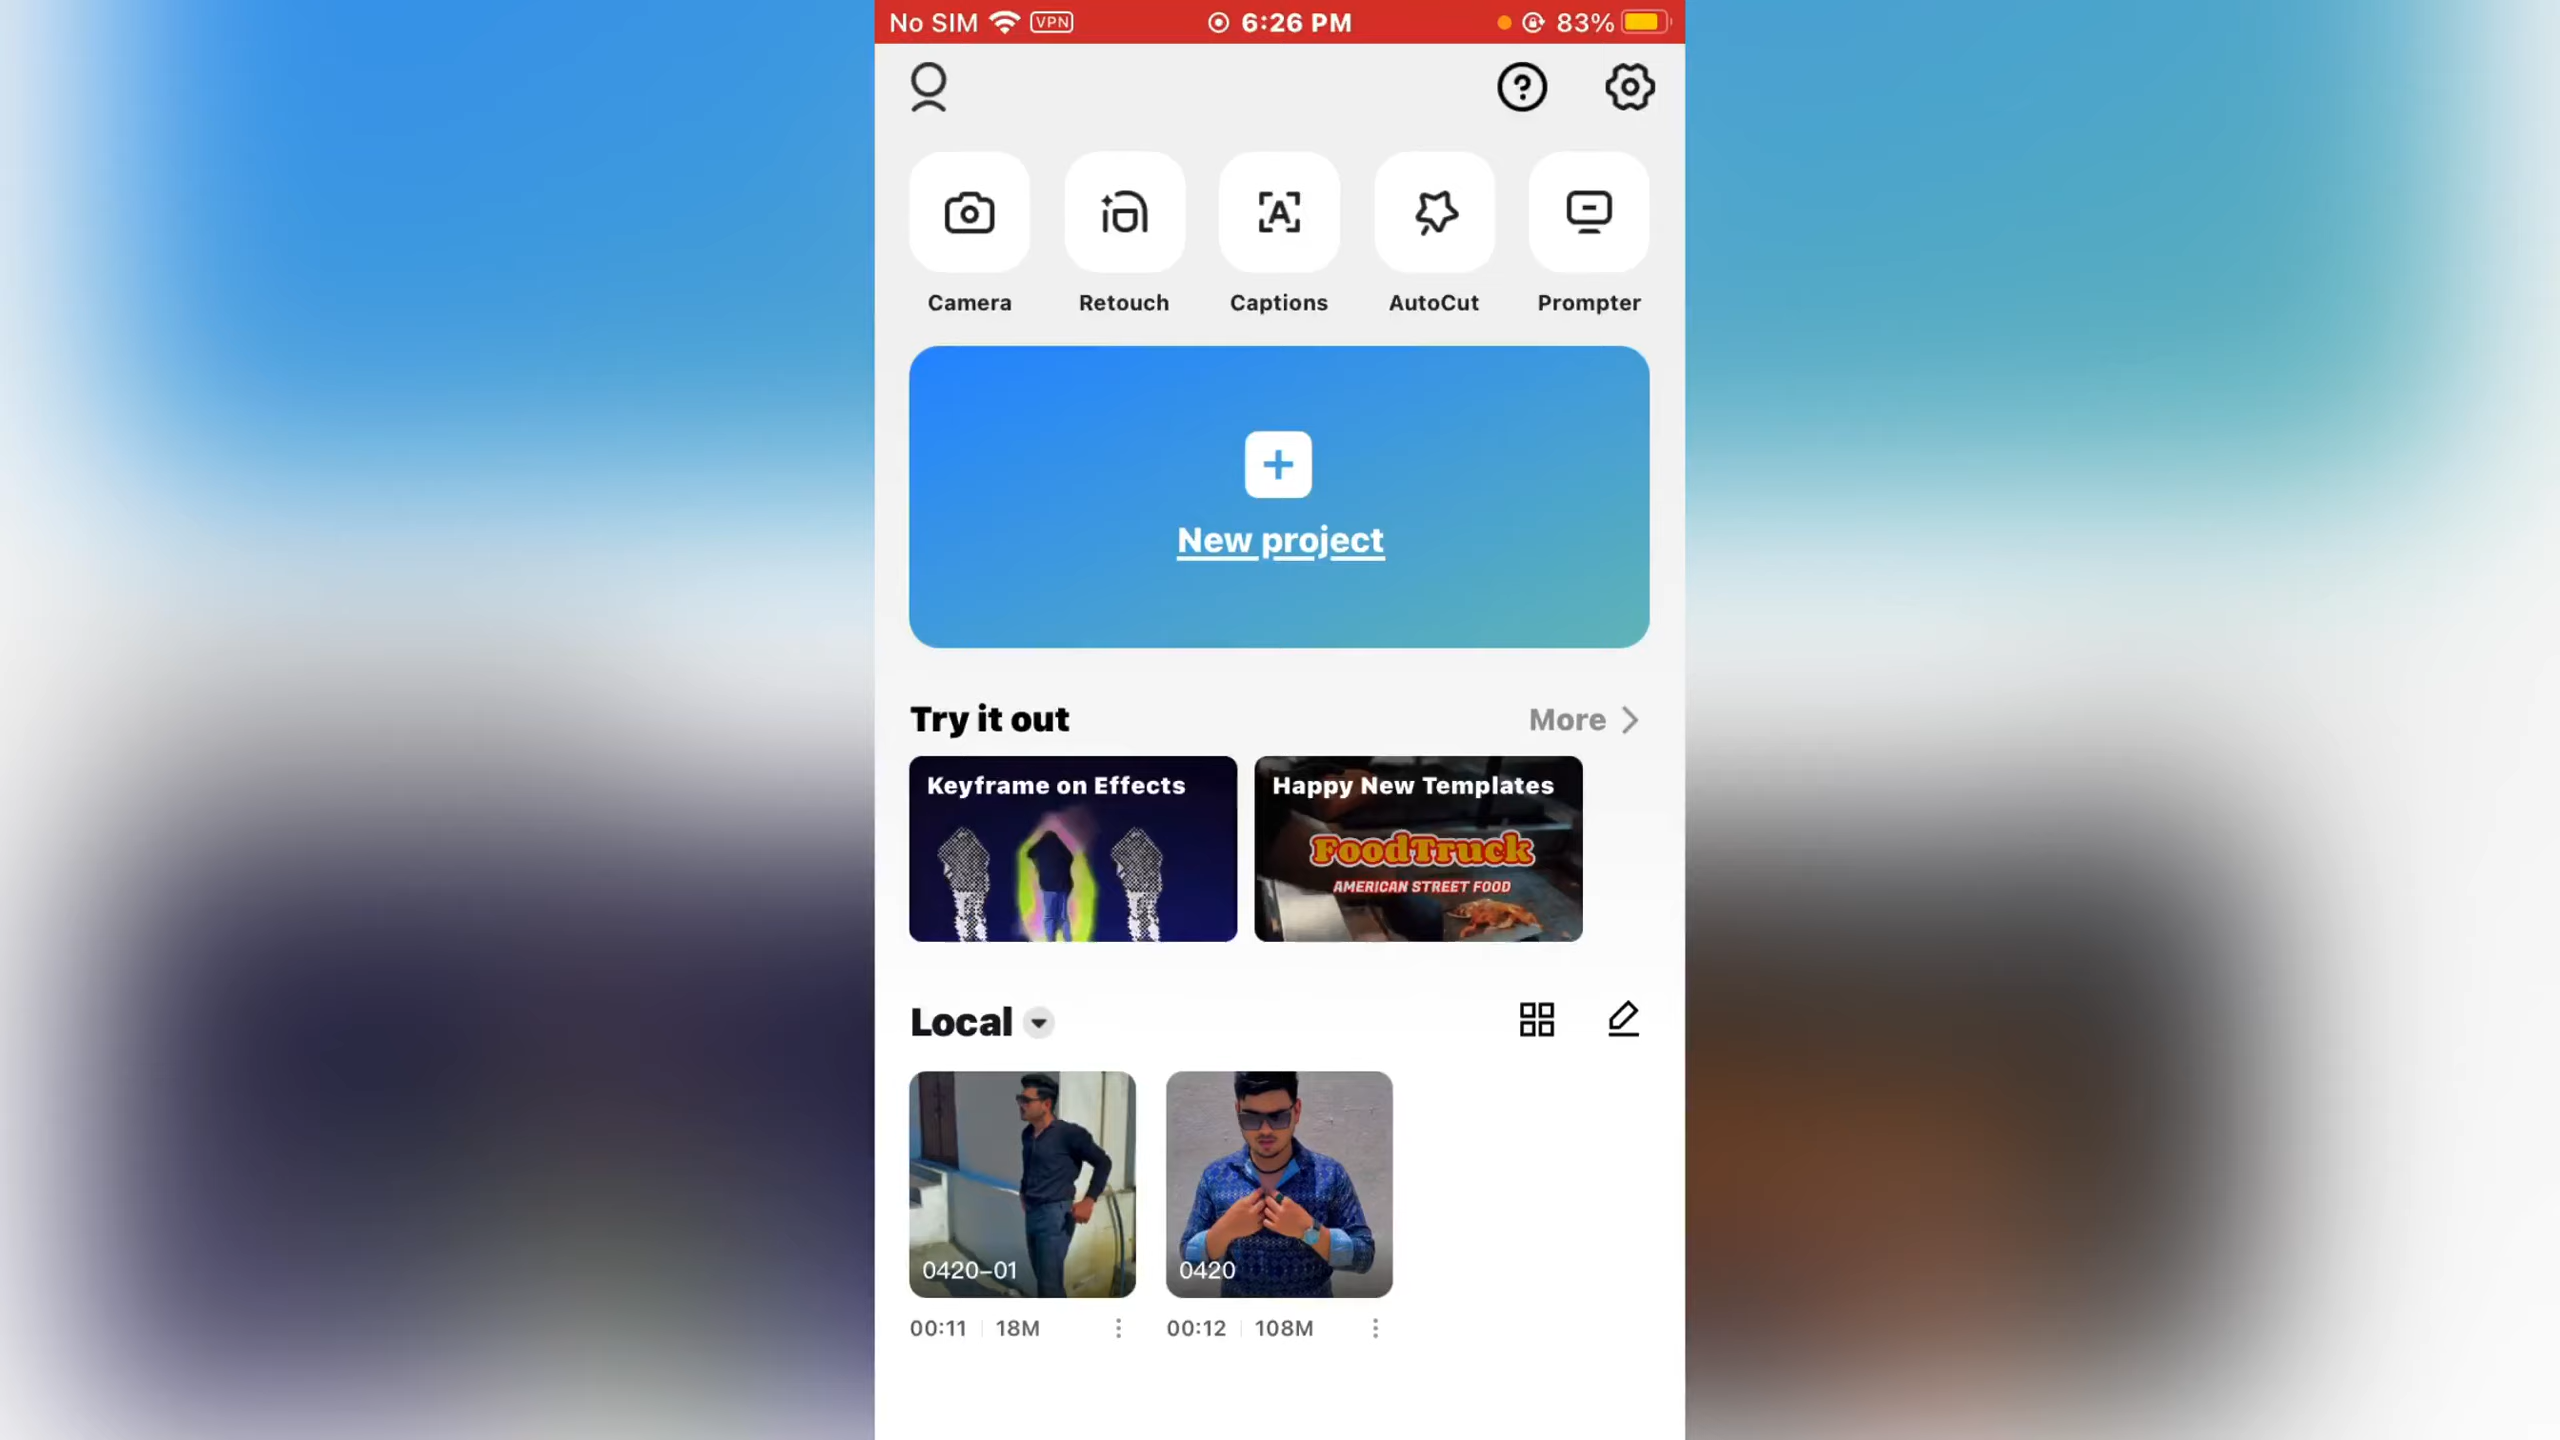 No SIM VPN 6:26 PM 83%
Camera Retouch Captions AutoCut Prompter
New project
Try it out More
Keyframe on Effects
Happy New Templates
FoodTruck
AMERICAN STREET FOOD
Local
0420-01
0420
00:11 18M
00:12 108M